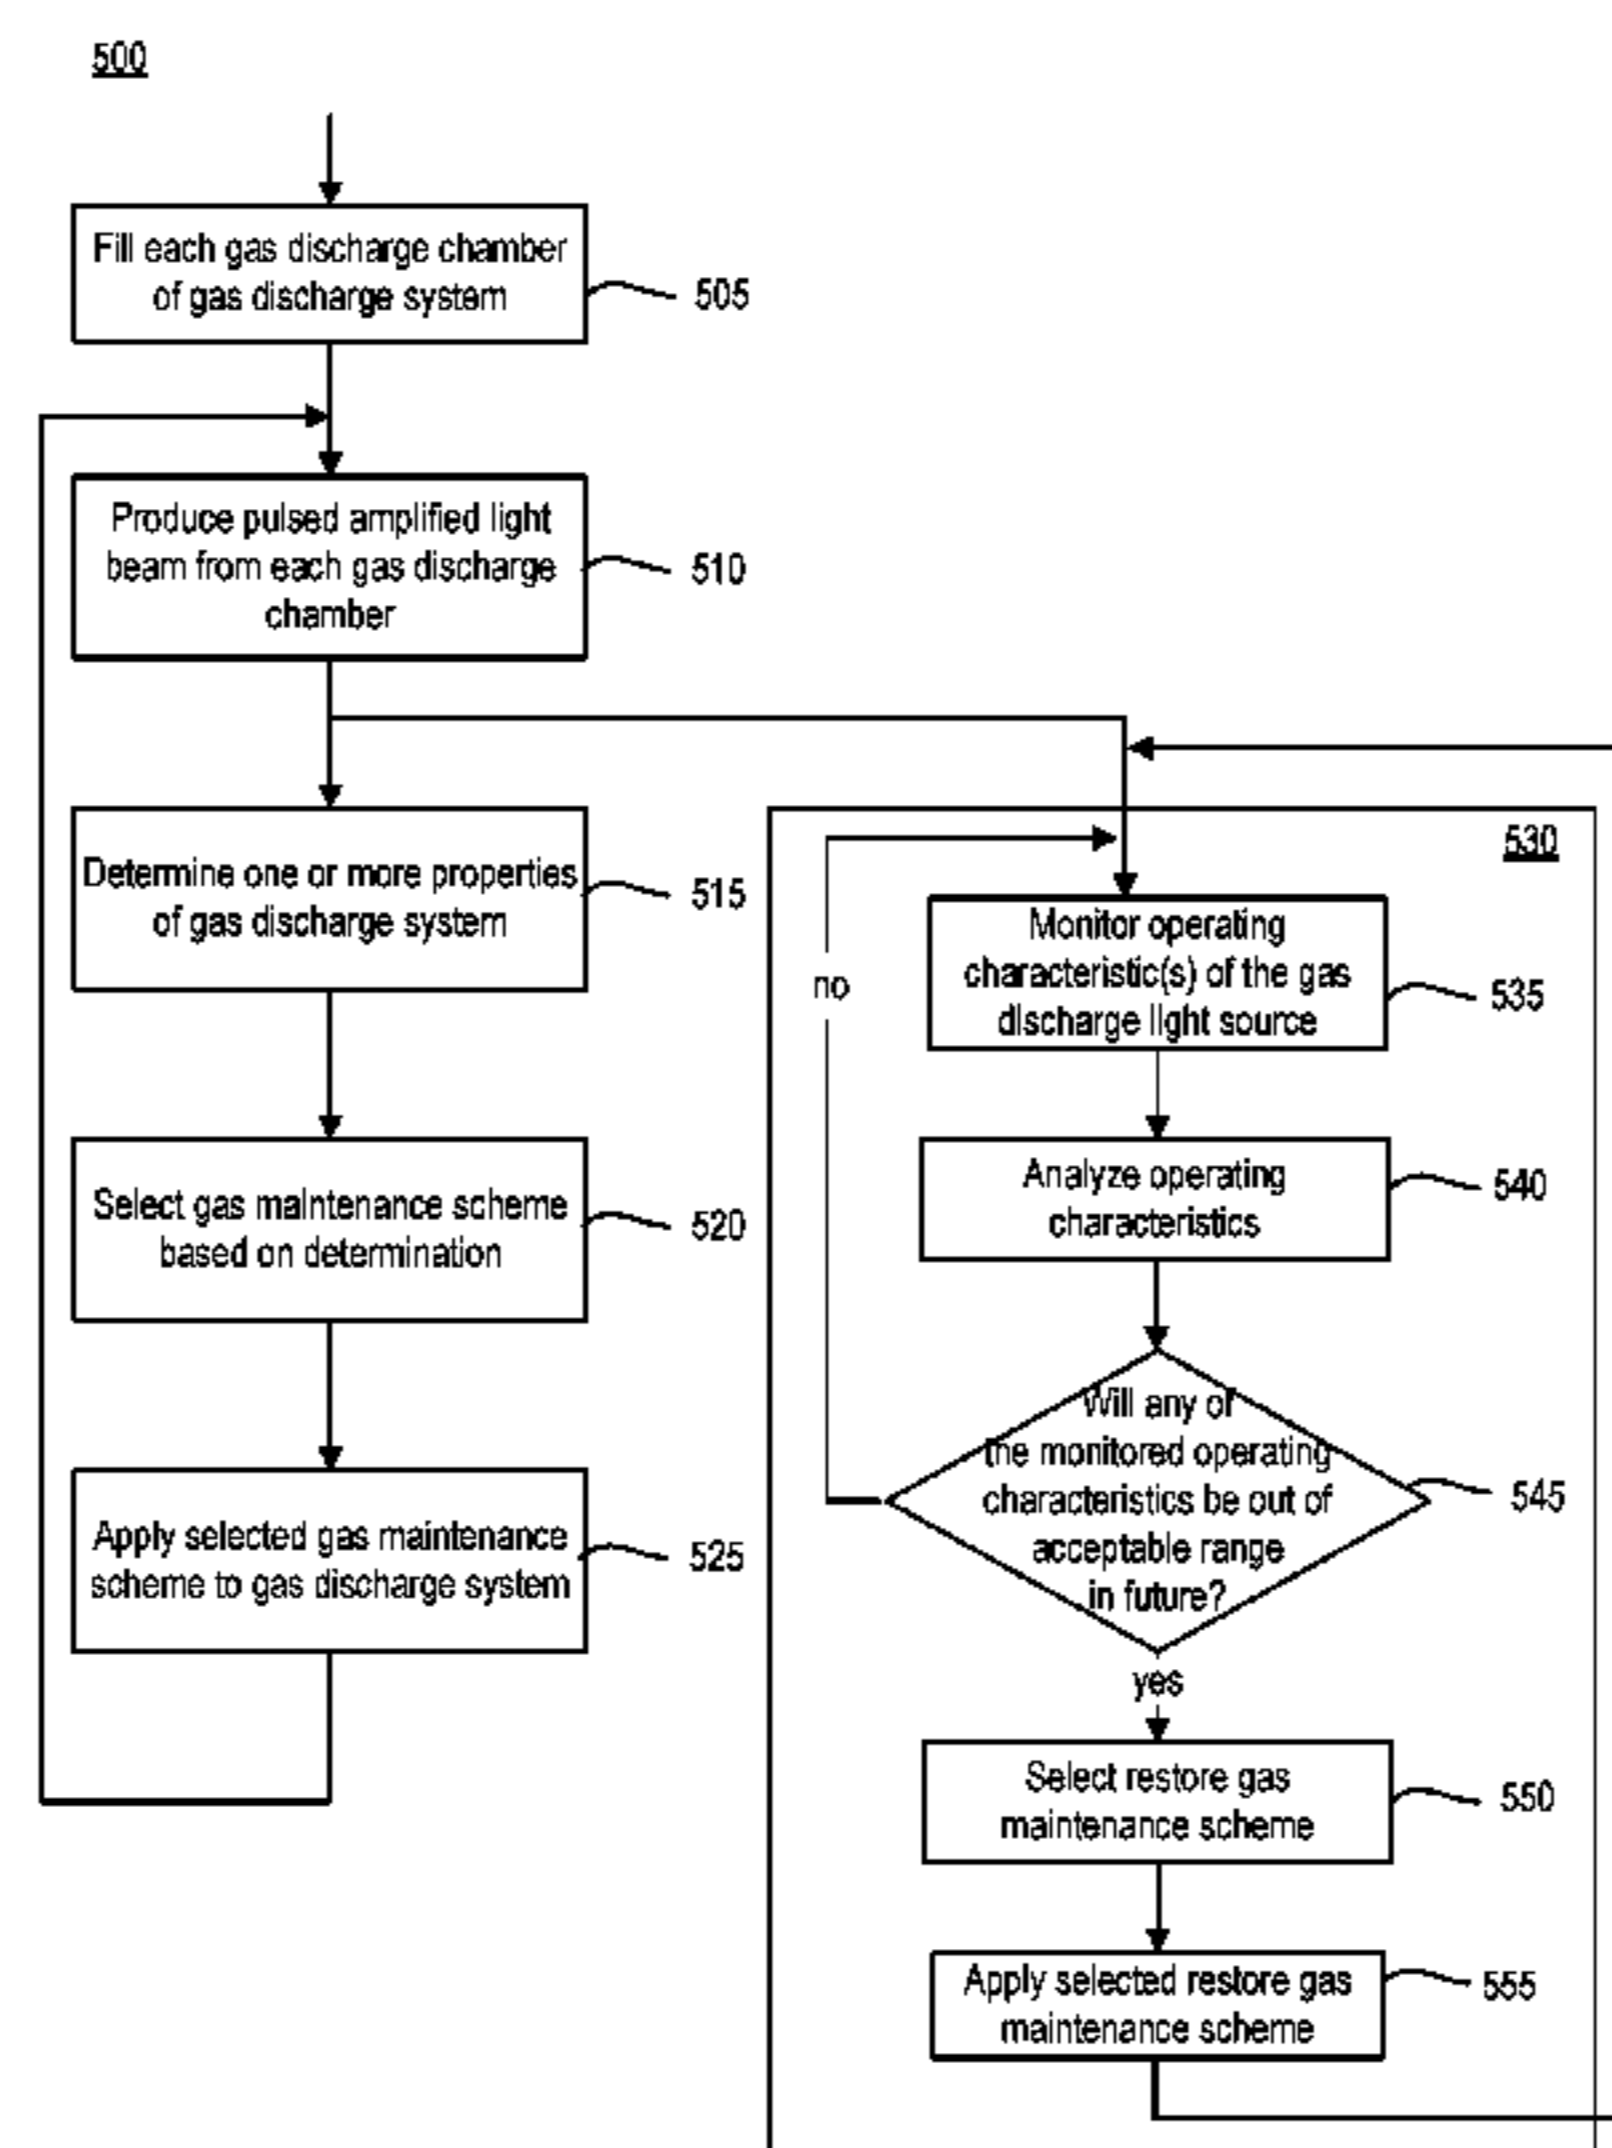 500
Fill each gas discharge chamber
of gas discharge system
505
Produce pulsed amplified light
beam from each gas discharge
chamber
510
Determine one or more properties
of gas discharge system
515
Select gas maintenance scheme
based on determination
520
Apply selected gas maintenance
scheme to gas discharge system
525
530
no
Monitor operating
characteristic(s) of the gas
discharge light source
535
Analyze operating
characteristics
540
Will any of
the monitored operating
characteristics be out of
acceptable range
in future?
545
yes
Select restore gas
maintenance scheme
550
Apply selected restore gas
maintenance scheme
555